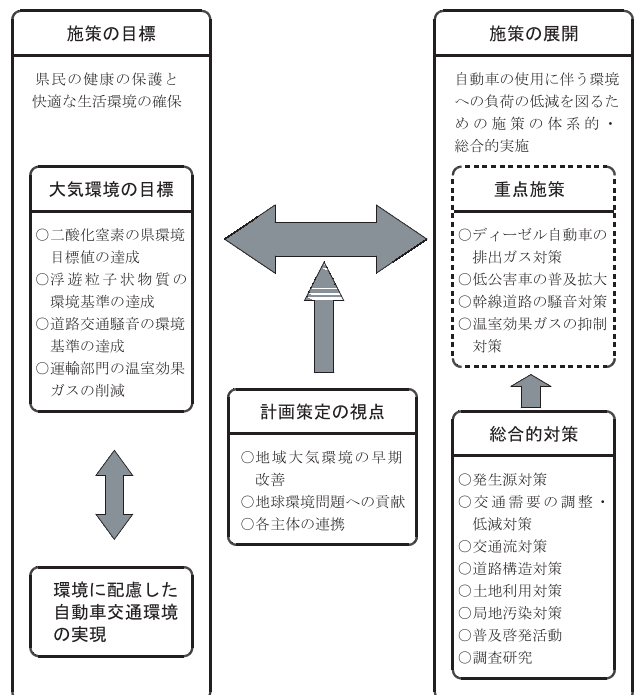 施策の目標
県民の健康の保護と
快適な生活環境の確保
大気環境の目標
○二酸化窒素の県環境
目標値の達成
○浮遊粒子状物質の
環境基準の達成
○道路交通騒音の環境
基準の達成
○運輸部門の温室効果
ガスの削減
環境に配慮した
自動車交通環境
の実現
計画策定の視点
○地域大気環境の早期
改善
○地球環境問題への貢献
○各主体の連携
施策の展開
自動車の使用に伴う環境
への負荷の低減を図るた
めの施策の体系的・
総合的実施
重点施策
○ディーゼル自動車の
排出ガス対策
○低公害車の普及拡大
○幹線道路の騒音対策
○温室効果ガスの抑制
対策
総合的対策
○発生源対策
○交通需要の調整・
低減対策
○交通流対策
○道路構造対策
○土地利用対策
○局地汚染対策
○普及啓発活動
○調査研究